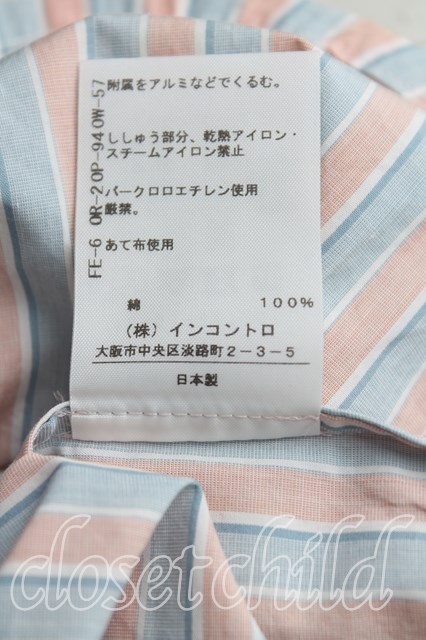 附属をアルミなどでくるむ。
ししゅう部分、乾熱アイロン・
スチームアイロン禁止
パークロロエチレン使用
厳禁。
あて布使用
FE-6 0R-20P-940W-57
綿 100%
(株)インコントロ
大阪市中央区淡路町2-3-5
日本製
closet child